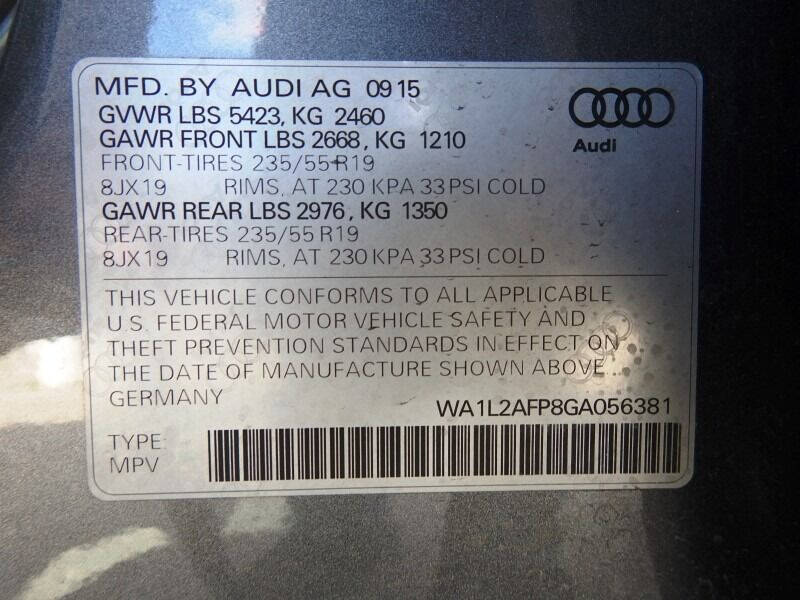 MFD. BY AUDI AG 09 15
GVWR LBS 5423, KG 2460
GAWR FRONT LBS 2668, KG 1210
FRONT-TIRES 235/55 R19
8JX19 RIMS, AT 230 KPA 33 PSI COLD
GAWR REAR LBS 2976, KG 1350
REAR-TIRES 235/55 R19
8JX19 RIMS, AT 230 KPA 33 PSI COLD
Audi
THIS VEHICLE CONFORMS TO ALL APPLICABLE
U.S. FEDERAL MOTOR VEHICLE SAFETY AND
THEFT PREVENTION STANDARDS IN EFFECT ON
THE DATE OF MANUFACTURE SHOWN ABOVE
GERMANY
WA1L2AFP8GA056381
TYPE:
MPV